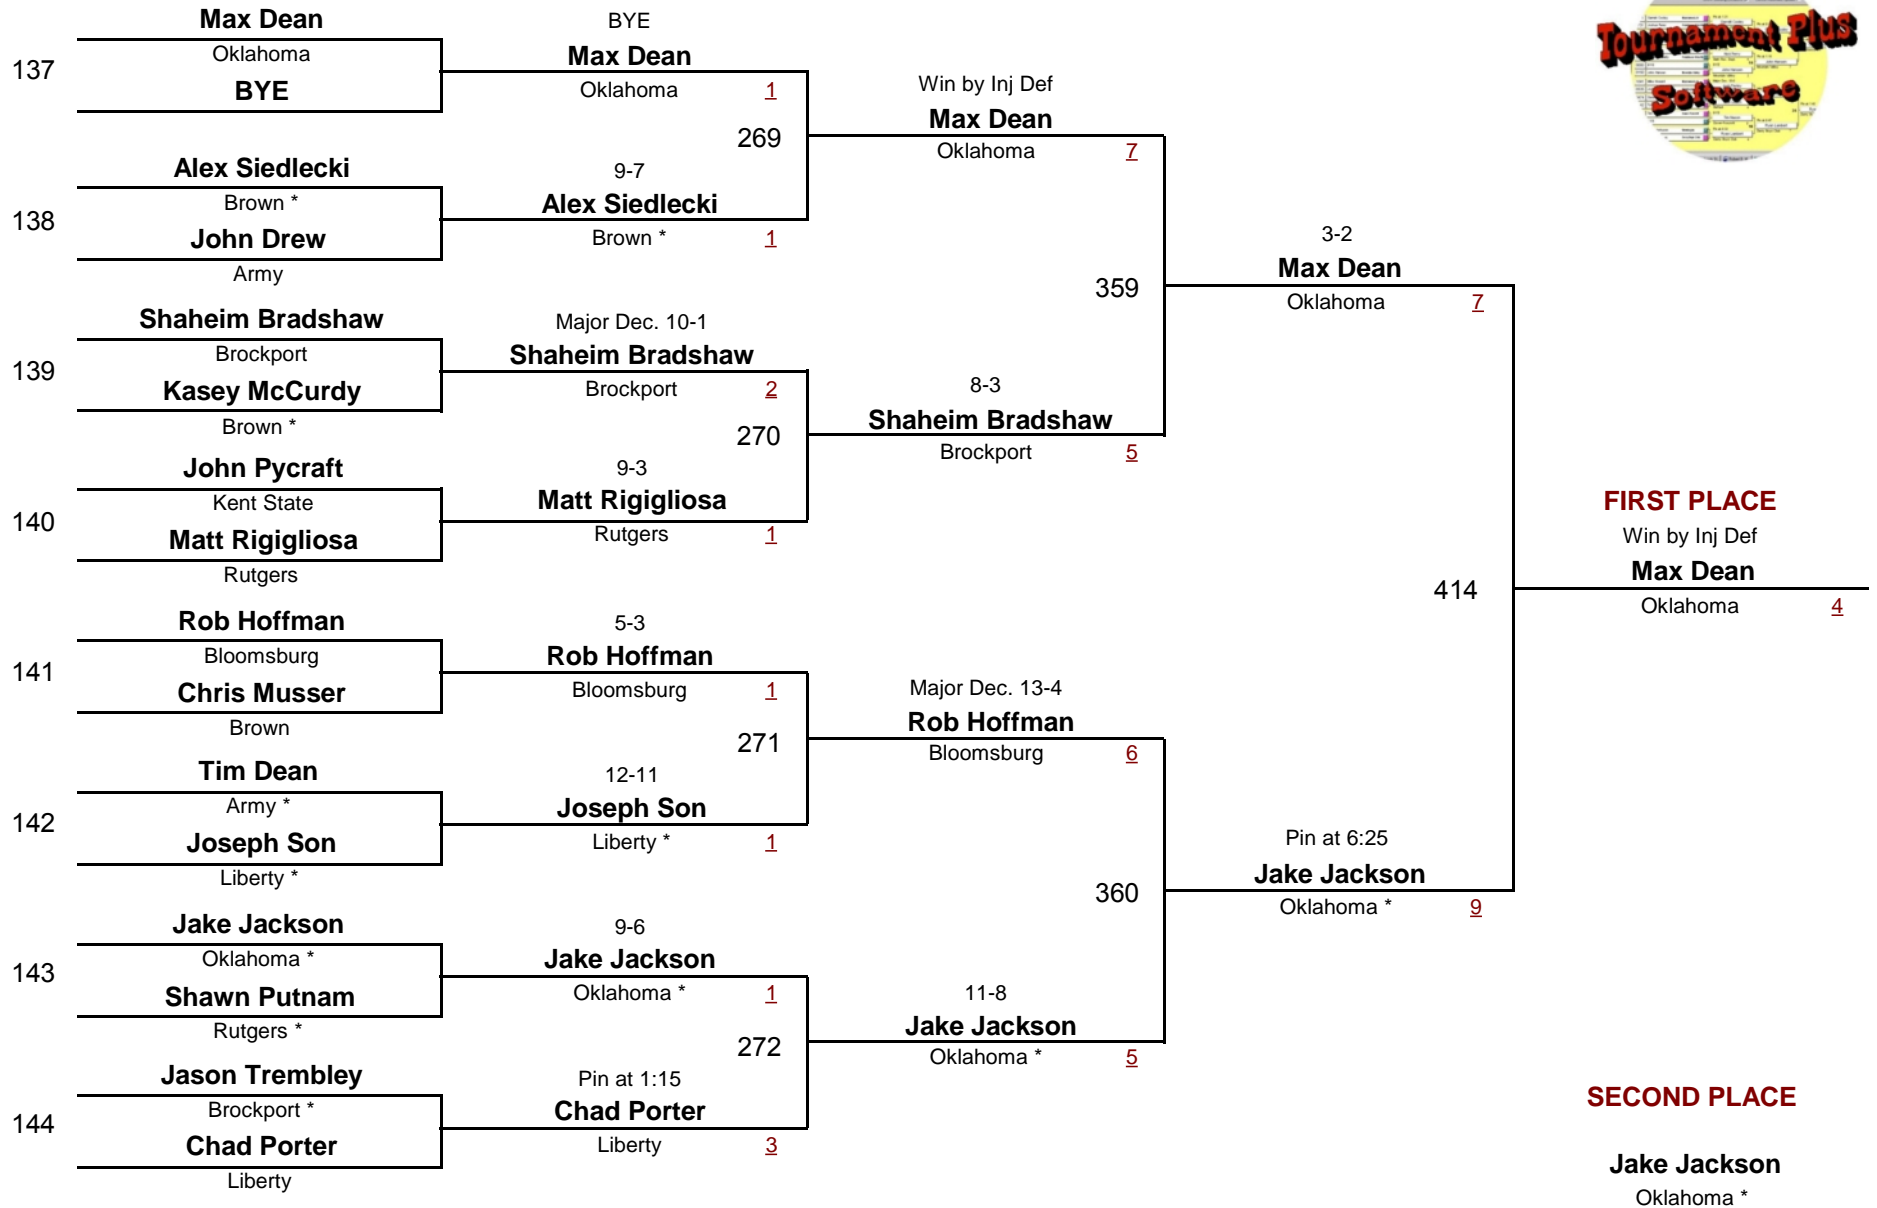 Max Dean
Oklahoma
137
BYE
Alex Siedlecki
Brown *
138
John Drew
Army
Shaheim Bradshaw
Brockport
139
Kasey McCurdy
Brown *
John Pycraft
Kent State
140
Matt Rigigliosa
Rutgers
Rob Hoffman
Bloomsburg
141
Chris Musser
Brown
Tim Dean
Army *
142
Joseph Son
Liberty *
Jake Jackson
Oklahoma *
143
Shawn Putnam
Rutgers *
Jason Trembley
Brockport *
144
Chad Porter
Liberty
BYE
Max Dean
Oklahoma 1
269
9-7
Alex Siedlecki
Brown * 1
Major Dec. 10-1
Shaheim Bradshaw
Brockport 2
270
9-3
Matt Rigigliosa
Rutgers 1
5-3
Rob Hoffman
Bloomsburg 1
271
12-11
Joseph Son
Liberty * 1
9-6
Jake Jackson
Oklahoma * 1
272
Pin at 1:15
Chad Porter
Liberty 3
Win by Inj Def
Max Dean
Oklahoma 7
359
8-3
Shaheim Bradshaw
Brockport 5
Major Dec. 13-4
Rob Hoffman
Bloomsburg 6
360
11-8
Jake Jackson
Oklahoma * 5
3-2
Max Dean
Oklahoma 7
414
Pin at 6:25
Jake Jackson
Oklahoma * 9
Tournament Plus
Software
FIRST PLACE
Win by Inj Def
Max Dean
Oklahoma 4
SECOND PLACE
Jake Jackson
Oklahoma *